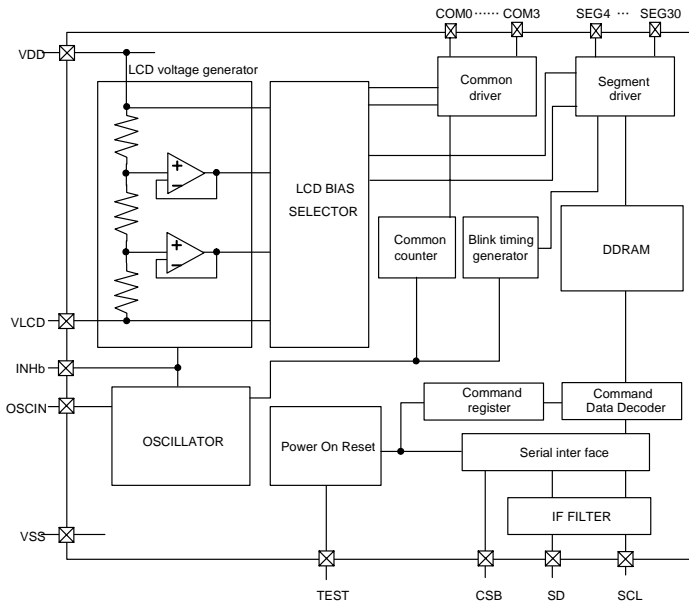 COM0 ······ COM3 SEG4 ··· SEG30
VDD
LCD voltage generator
Common
driver
Segment
driver
LCD BIAS
SELECTOR
Common
counter
Blink timing
generator
DDRAM
VLCD
INHb
OSCIN
OSCILLATOR
Power On Reset
Command
register
Command
Data Decoder
Serial inter face
IF FILTER
VSS
TEST CSB SD SCL